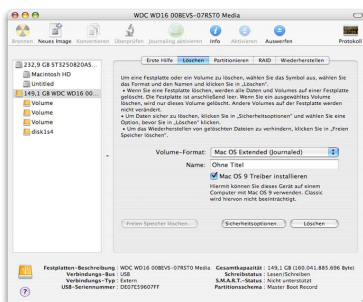 WDC WD16 00BEVS-07RST0 Media
Brennen Neues Image Konvertieren Überprüfen Journaling aktivieren Info Aktivieren Auswerfen Protokoll
232,9 GB ST3250820AS...
Macintosh HD
Untitled
149,1 GB WDC WD16 00...
Volume
Volume
Volume
disk1s4
Erste Hilfe Löschen Partitionieren RAID Wiederherstellen
Um eine Festplatte oder ein Volume zu löschen, wählen Sie das Symbol aus, wählen Sie
das Format und den Namen und klicken Sie in „Löschen“.
• Wenn Sie eine Festplatte löschen, werden alle Daten und Volumes auf einer Festplatte
gelöscht. Die Festplatte ist anschließend leer. Wenn Sie ein ausgewähltes Volume
löschen, wird nur dieses Volume gelöscht. Andere Volumes auf der Festplatte werden
nicht verändert.
• Um Daten sicher zu löschen, klicken Sie in „Sicherheitsoptionen“ und wählen Sie eine
Option, bevor Sie in „Löschen“ klicken.
• Um das Wiederherstellen von gelöschten Dateien zu verhindern, klicken Sie in „Freien
Speicher löschen“.
Volume-Format: Mac OS Extended (Journaled)
Name: Ohne Titel
Mac OS 9 Treiber installieren
Hiermit können Sie dieses Gerät auf einem
Computer mit Mac OS 9 verwenden. Classic
wird hiervon nicht beeinträchtigt.
Freien Speicher löschen... Sicherheitsoptionen... Löschen
Festplatten-Beschreibung : WDC WD16 00BEVS-07RST0 Media Gesamtkapazität : 149,1 GB (160.041.885.696 Byte)
Verbindungs-Bus : USB Schreibstatus : Lesen/Schreiben
Verbindungs-Typ : Extern S.M.A.R.T.-Status : Nicht unterstützt
USB-Seriennummer : DE07E59607FF Partitionsschema : Master Boot Record
?